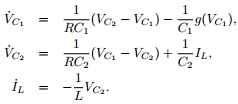 V̇_{C_1} = \frac{1}{RC_1}(V_{C_2} − V_{C_1}) − \frac{1}{C_1} g(V_{C_1}),
V̇_{C_2} = \frac{1}{RC_2}(V_{C_2} − V_{C_1}) + \frac{1}{C_2} I_L,
İ_L = −\frac{1}{L} V_{C_2}.